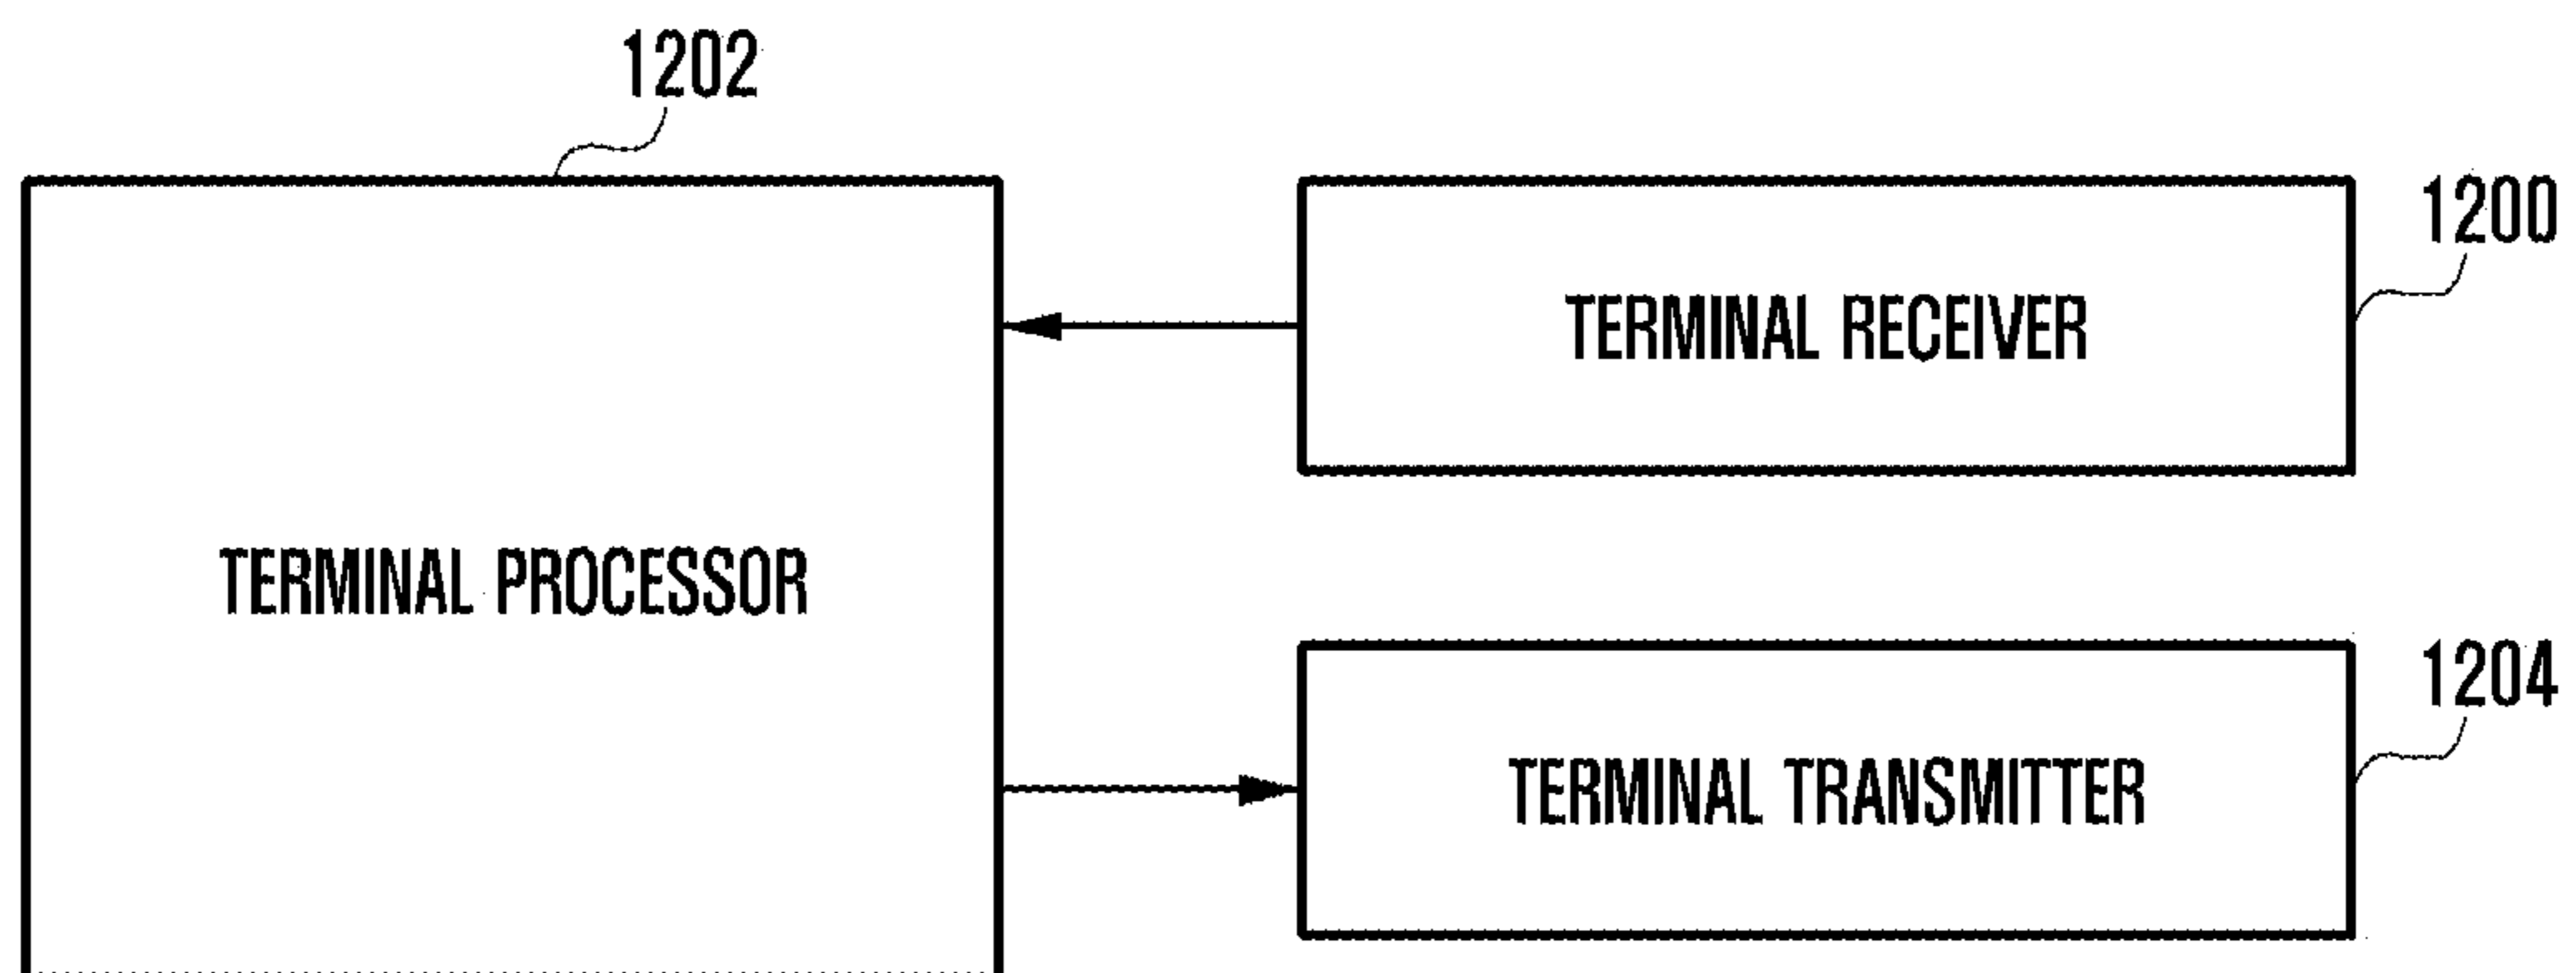 1202
1200
TERMINAL RECEIVER
TERMINAL PROCESSOR
1204
TERMINAL TRANSMITTER